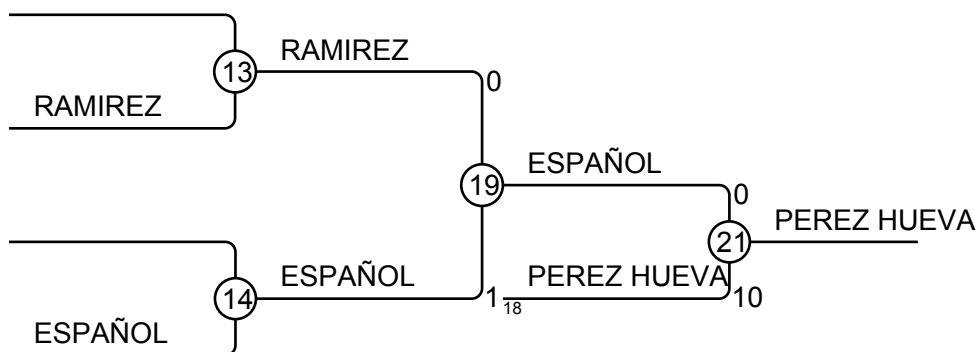 RAMIREZ
13
0
RAMIREZ
ESPAÑOL
19
0
PEREZ HUEVA
21
ESPAÑOL
PEREZ HUEVA
14
1
18
10
ESPAÑOL